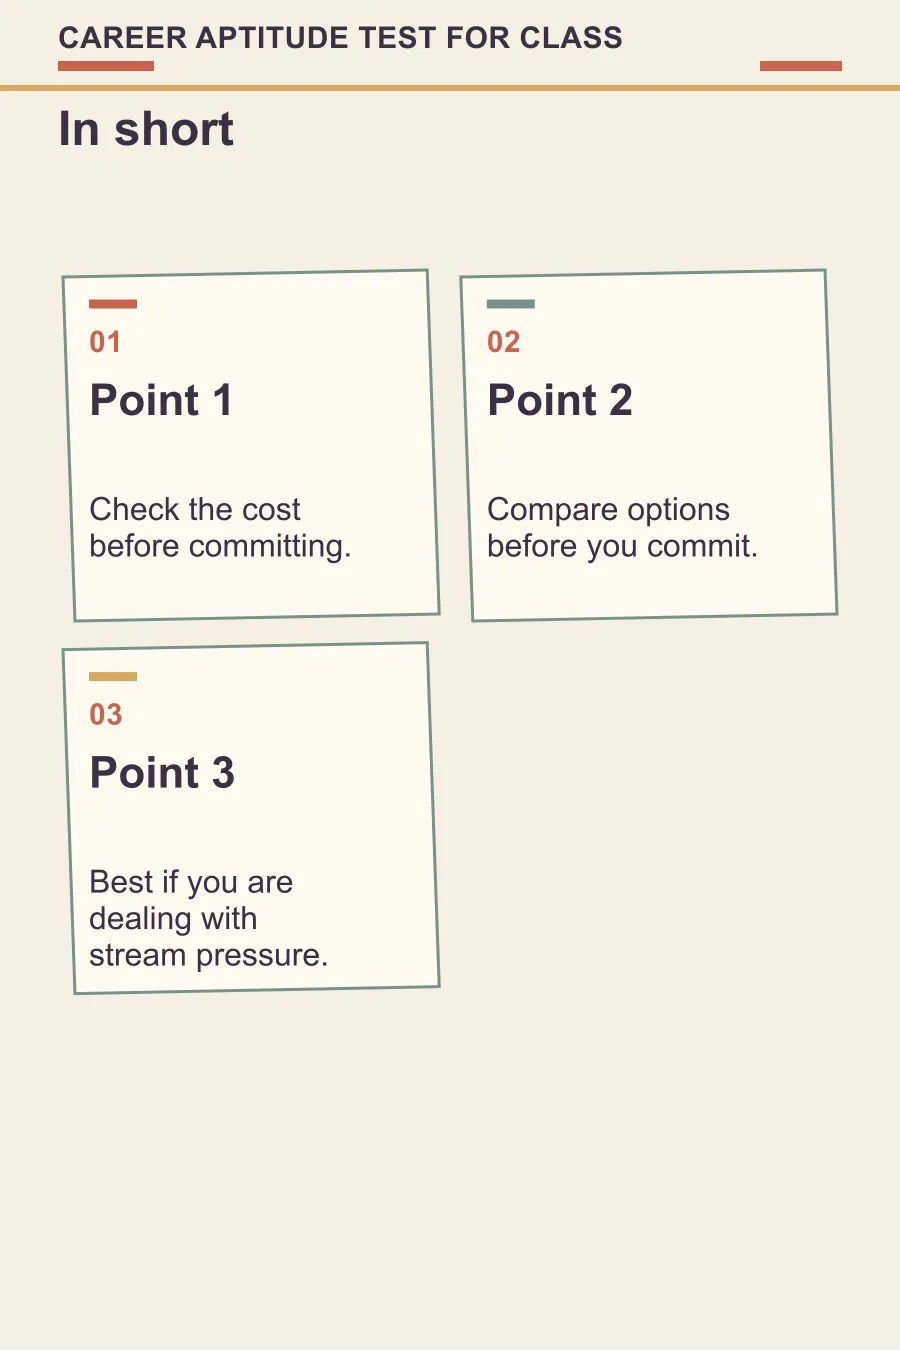 CAREER APTITUDE TEST FOR CLASS
In short
01
Point 1
Check the cost
before committing.
02
Point 2
Compare options
before you commit.
03
Point 3
Best if you are
dealing with
stream pressure.